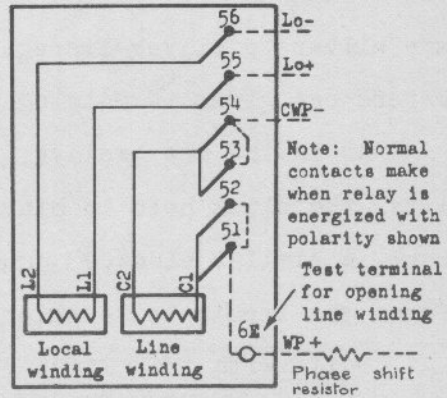 56
Lo-
55
Lo+
54
CWP-
53
52
51
Note: Normal
contacts make
when relay is
energized with
polarity shown
Test terminal
for opening
line winding
6E
WP +
Phase shift
resistor
L2
L1
C2
C1
Local
winding
Line
winding